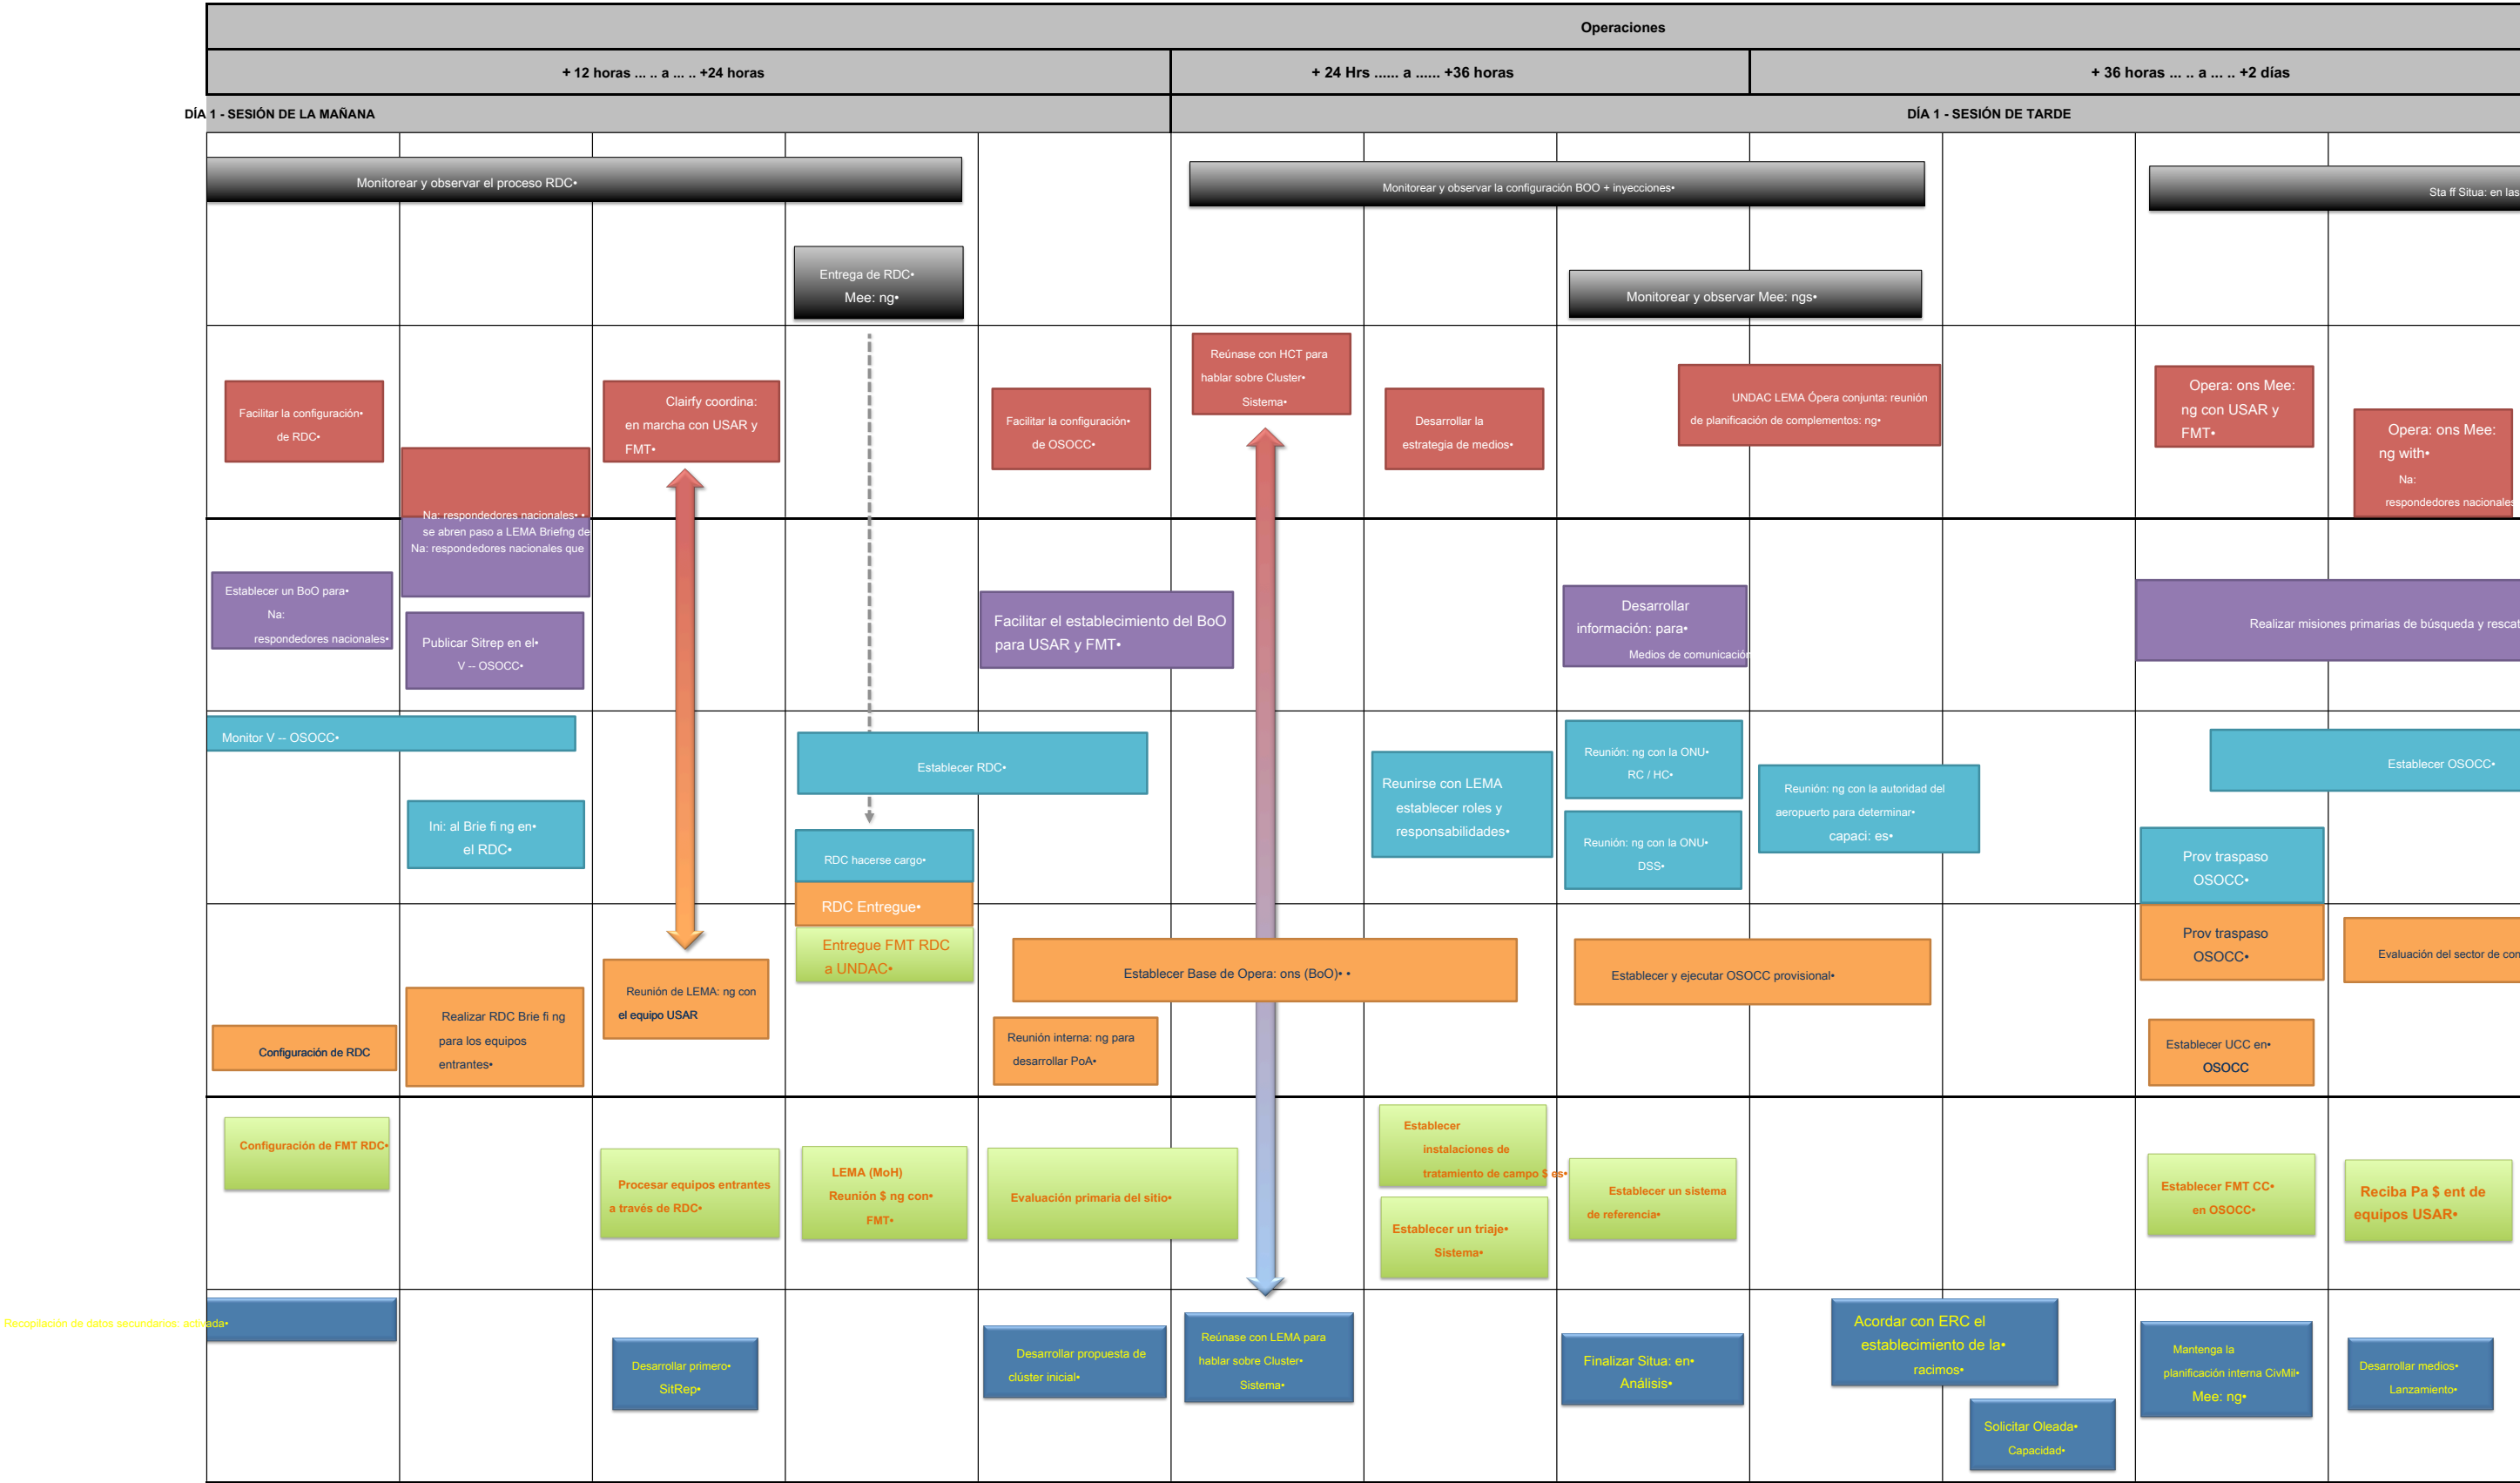 Operaciones
+ 12 horas ... .. a ... .. +24 horas
+ 24 Hrs ...... a ...... +36 horas
+ 36 horas ... .. a ... .. +2 días
DÍA 1 - SESIÓN DE LA MAÑANA
DÍA 1 - SESIÓN DE TARDE
Monitorear y observar el proceso RDC•
Monitorear y observar la configuración BOO + inyecciones•
Sta ff Situa: en las
Entrega de RDC•
Mee: ng•
Monitorear y observar Mee: ngs•
Facilitar la configuración•
de RDC•
Clairfy coordina:
en marcha con USAR y
FMT•
Facilitar la configuración•
de OSOCC•
Reúnase con HCT para
hablar sobre Cluster•
Sistema•
Desarrollar la
estrategia de medios•
UNDAC LEMA Ópera conjunta: reunión
de planificación de complementos: ng•
Opera: ons Mee:
ng con USAR y
FMT•
Opera: ons Mee:
ng with•
Na:
respondedores nacionales
Na: respondedores nacionales• •
se abren paso a LEMA Briefng de
Na: respondedores nacionales que
Establecer un BoO para•
Na:
respondedores nacionales•
Publicar Sitrep en el•
V -- OSOCC•
Facilitar el establecimiento del BoO
para USAR y FMT•
Desarrollar
información: para•
Medios de comunicación
Realizar misiones primarias de búsqueda y rescat
Monitor V -- OSOCC•
Ini: al Brie fi ng en•
el RDC•
Establecer RDC•
RDC hacerse cargo•
Reunirse con LEMA
establecer roles y
responsabilidades•
Reunión: ng con la ONU•
RC / HC•
Reunión: ng con la ONU•
DSS•
Reunión: ng con la autoridad del
aeropuerto para determinar•
capaci: es•
Establecer OSOCC•
Prov traspaso
OSOCC•
RDC Entregue•
Entregue FMT RDC
a UNDAC•
Configuración de RDC
Realizar RDC Brie fi ng
para los equipos
entrantes•
Reunión de LEMA: ng con
el equipo USAR
Establecer Base de Opera: ons (BoO)• •
Reunión interna: ng para
desarrollar PoA•
Establecer y ejecutar OSOCC provisional•
Prov traspaso
OSOCC•
Evaluación del sector de con
Establecer UCC en•
OSOCC
Configuración de FMT RDC•
Procesar equipos entrantes
a través de RDC•
LEMA (MoH)
Reunión $ ng con•
FMT•
Evaluación primaria del sitio•
Establecer
instalaciones de
tratamiento de campo $ es•
Establecer un triaje•
Sistema•
Establecer un sistema
de referencia•
Establecer FMT CC•
en OSOCC•
Reciba Pa $ ent de
equipos USAR•
Recopilación de datos secundarios: activada•
Desarrollar primero•
SitRep•
Desarrollar propuesta de
clúster inicial•
Reúnase con LEMA para
hablar sobre Cluster•
Sistema•
Finalizar Situa: en•
Análisis•
Acordar con ERC el
establecimiento de la•
racimos•
Solicitar Oleada•
Capacidad•
Mantenga la
planificación interna CivMil•
Mee: ng•
Desarrollar medios•
Lanzamiento•